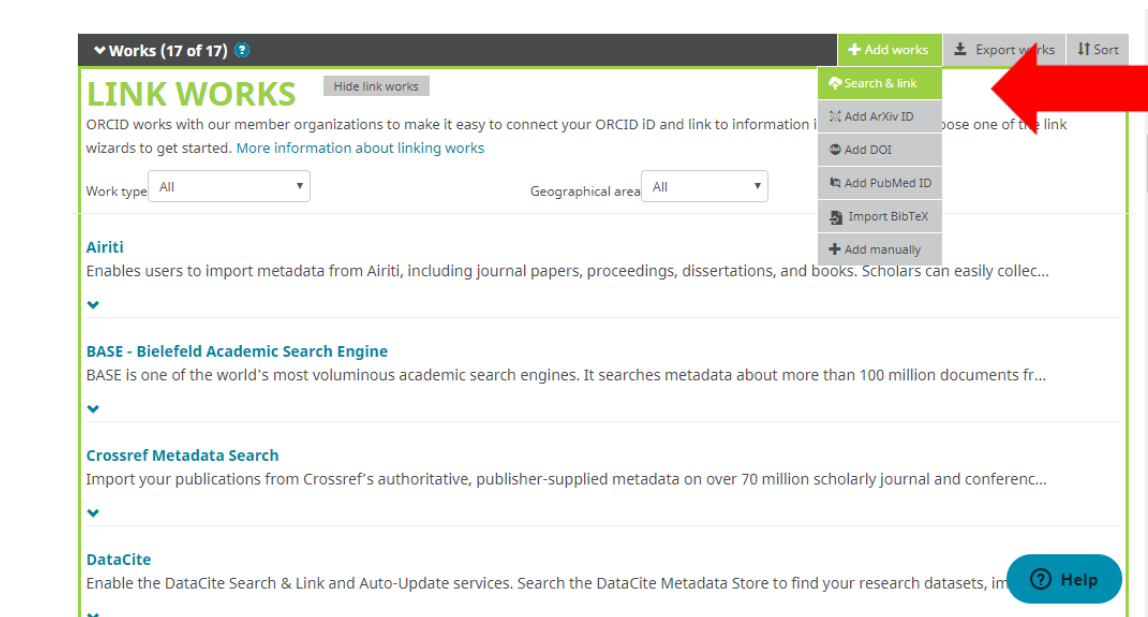 Works (17 of 17)
+ Add works
Export works
Sort
LINK WORKS
Hide link works
Search & link
ORCID works with our member organizations to make it easy to connect your ORCID iD and link to information i ose one of the link
Add ArXiv ID
wizards to get started. More information about linking works
Add DOI
Work type All
Geographical area All
Add PubMed ID
Import BibTeX
Add manually
Airiti
Enables users to import metadata from Airiti, including journal papers, proceedings, dissertations, and books. Scholars can easily collec...
BASE - Bielefeld Academic Search Engine
BASE is one of the world's most voluminous academic search engines. It searches metadata about more than 100 million documents fr...
Crossref Metadata Search
Import your publications from Crossref's authoritative, publisher-supplied metadata on over 70 million scholarly journal and conferenc...
DataCite
Enable the DataCite Search & Link and Auto-Update services. Search the DataCite Metadata Store to find your research datasets, im
? Help